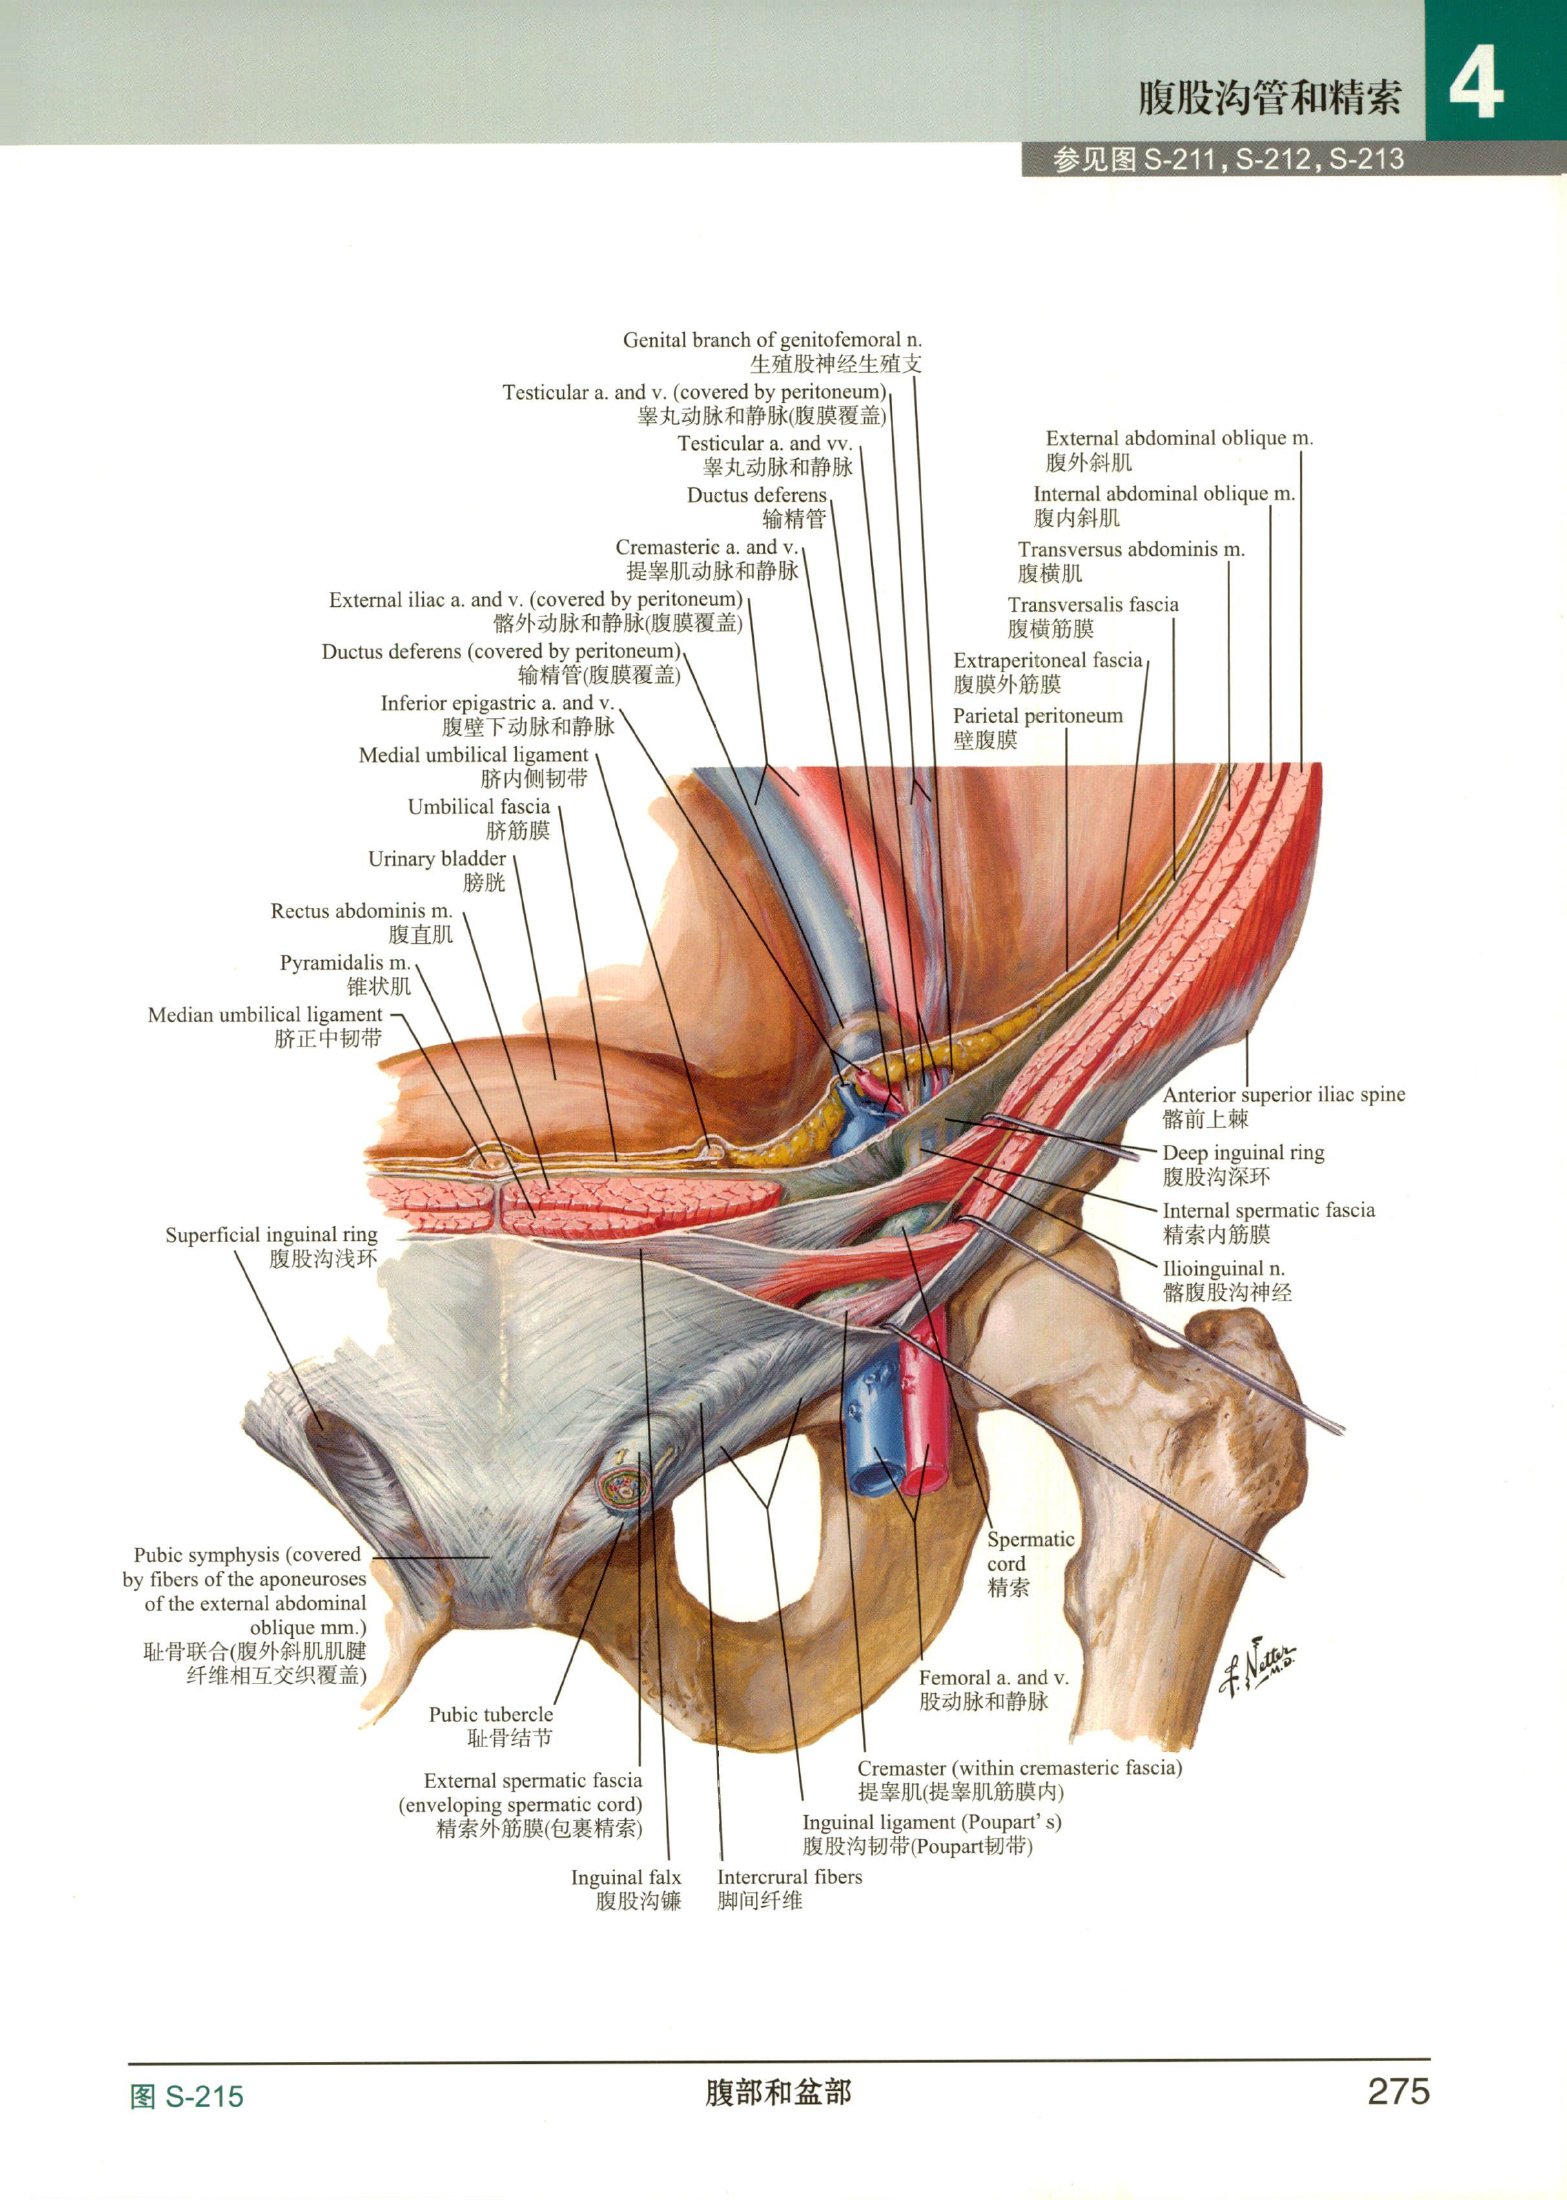 腹股沟管和精索
4
参见图 S-211, S-212, S-213
Genital branch of genitofemoral n.
生殖股神经生殖支
Testicular a. and v. (covered by peritoneum)
睾丸动脉和静脉(腹膜覆盖)
Testicular a. and vv.
睾丸动脉和静脉
Ductus deferens
输精管
Cremasteric a. and v.
提睾肌动脉和静脉
External iliac a. and v. (covered by peritoneum)
髂外动脉和静脉(腹膜覆盖)
Ductus deferens (covered by peritoneum)
输精管(腹膜覆盖)
Inferior epigastric a. and v.
腹壁下动脉和静脉
Medial umbilical ligament
脐内侧韧带
Umbilical fascia
脐筋膜
Urinary bladder
膀胱
Rectus abdominis m.
腹直肌
Pyramidalis m.
锥状肌
Median umbilical ligament
脐正中韧带
External abdominal oblique m.
腹外斜肌
Internal abdominal oblique m.
腹内斜肌
Transversus abdominis m.
腹横肌
Transversalis fascia
腹横筋膜
Extraperitoneal fascia
腹膜外筋膜
Parietal peritoneum
壁腹膜
Anterior superior iliac spine
髂前上棘
Deep inguinal ring
腹股沟深环
Internal spermatic fascia
精索内筋膜
Ilioinguinal n.
髂腹股沟神经
Superficial inguinal ring
腹股沟浅环
Pubic symphysis (covered
by fibers of the aponeuroses
of the external abdominal
oblique mm.)
耻骨联合(腹外斜肌肌腱
纤维相互交织覆盖)
Spermatic
cord
精索
Femoral a. and v.
股动脉和静脉
F. Netter
M.D.
Pubic tubercle
耻骨结节
Cremaster (within cremasteric fascia)
提睾肌(提睾肌筋膜内)
External spermatic fascia
(enveloping spermatic cord)
精索外筋膜(包裹精索)
Inguinal ligament (Poupart's)
腹股沟韧带(Poupart韧带)
Inguinal falx
腹股沟镰
Intercrural fibers
脚间纤维
图 S-215
腹部和盆部
275